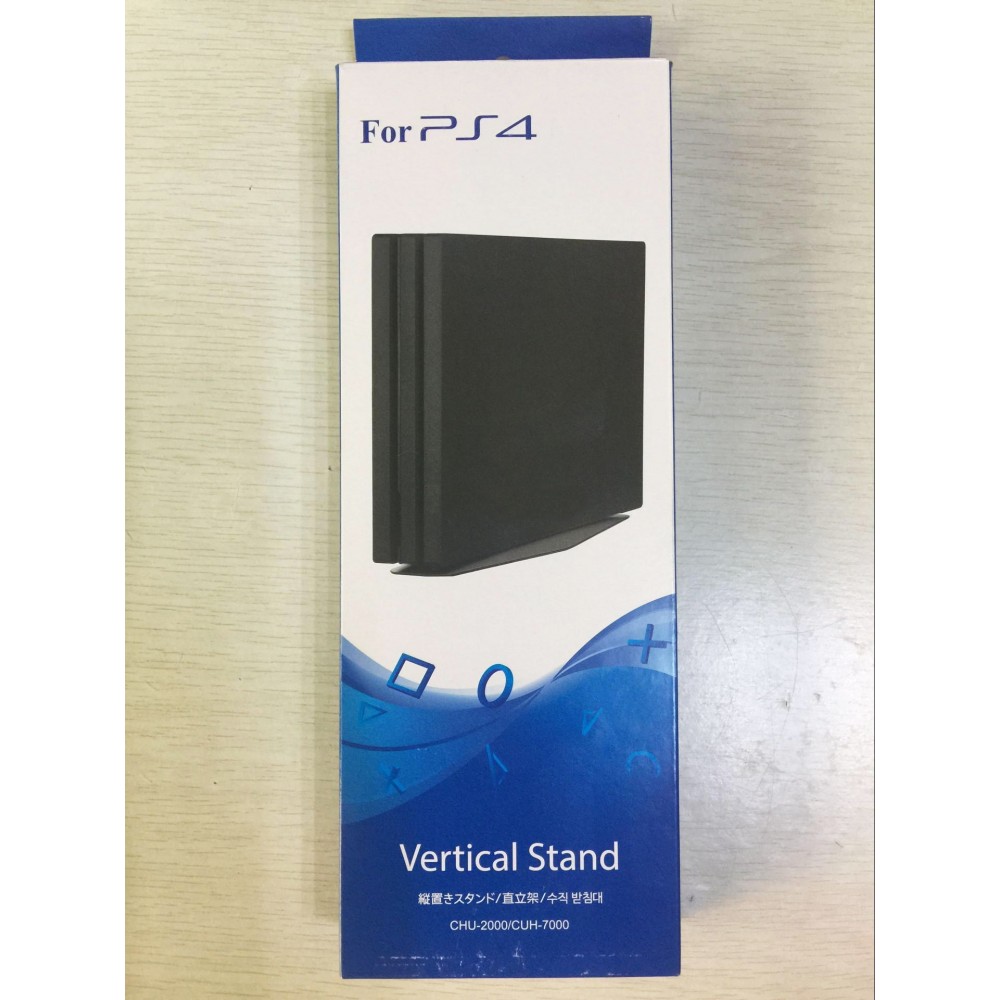 For PS4
Vertical Stand
縦置きスタンド/直立架/수직 받침대
CHU-2000/CUH-7000